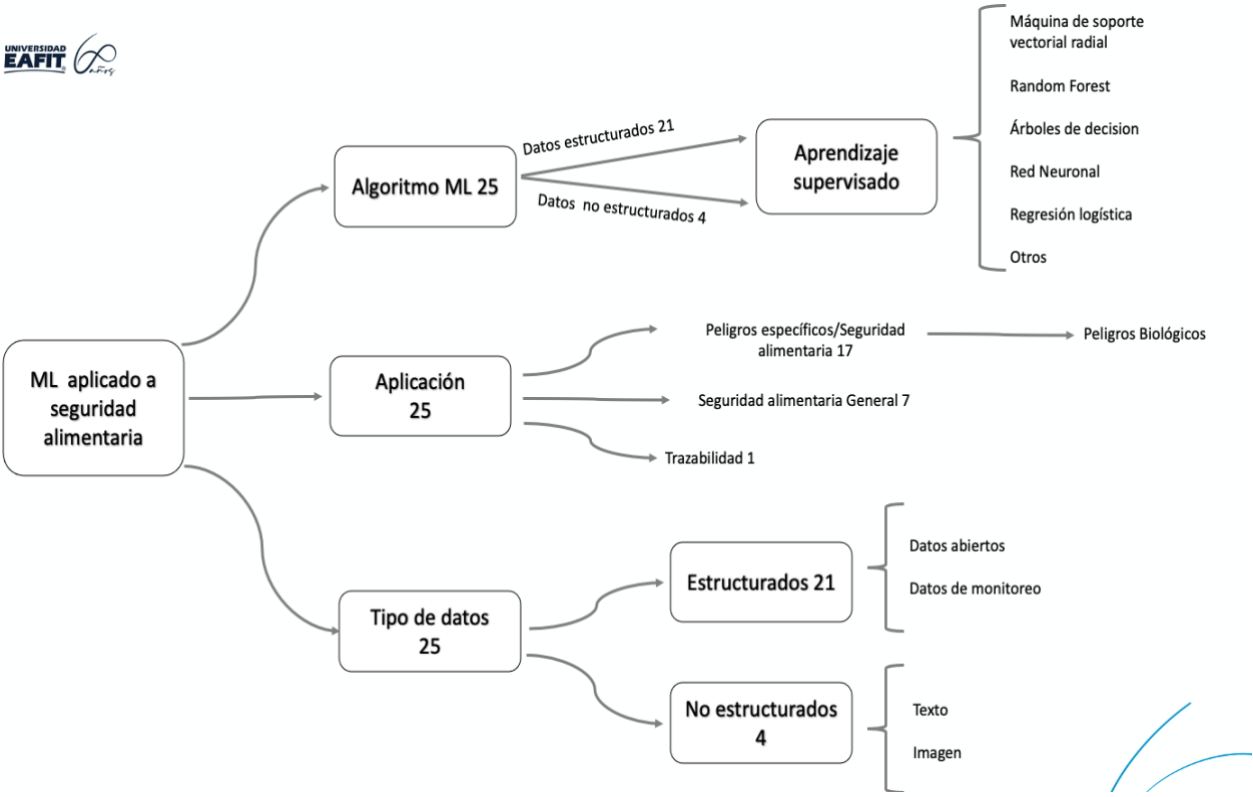 UNIVERSIDAD
EAFIT
60 años
Máquina de soporte
vectorial radial
Random Forest
Árboles de decision
Red Neuronal
Regresión logística
Otros
Datos estructurados 21
Algoritmo ML 25
Datos no estructurados 4
Aprendizaje
supervisado
ML aplicado a
seguridad
alimentaria
Aplicación
25
Peligros específicos/Seguridad
alimentaria 17
Peligros Biológicos
Seguridad alimentaria General 7
Trazabilidad 1
Tipo de datos
25
Estructurados 21
Datos abiertos
Datos de monitoreo
No estructurados
4
Texto
Imagen